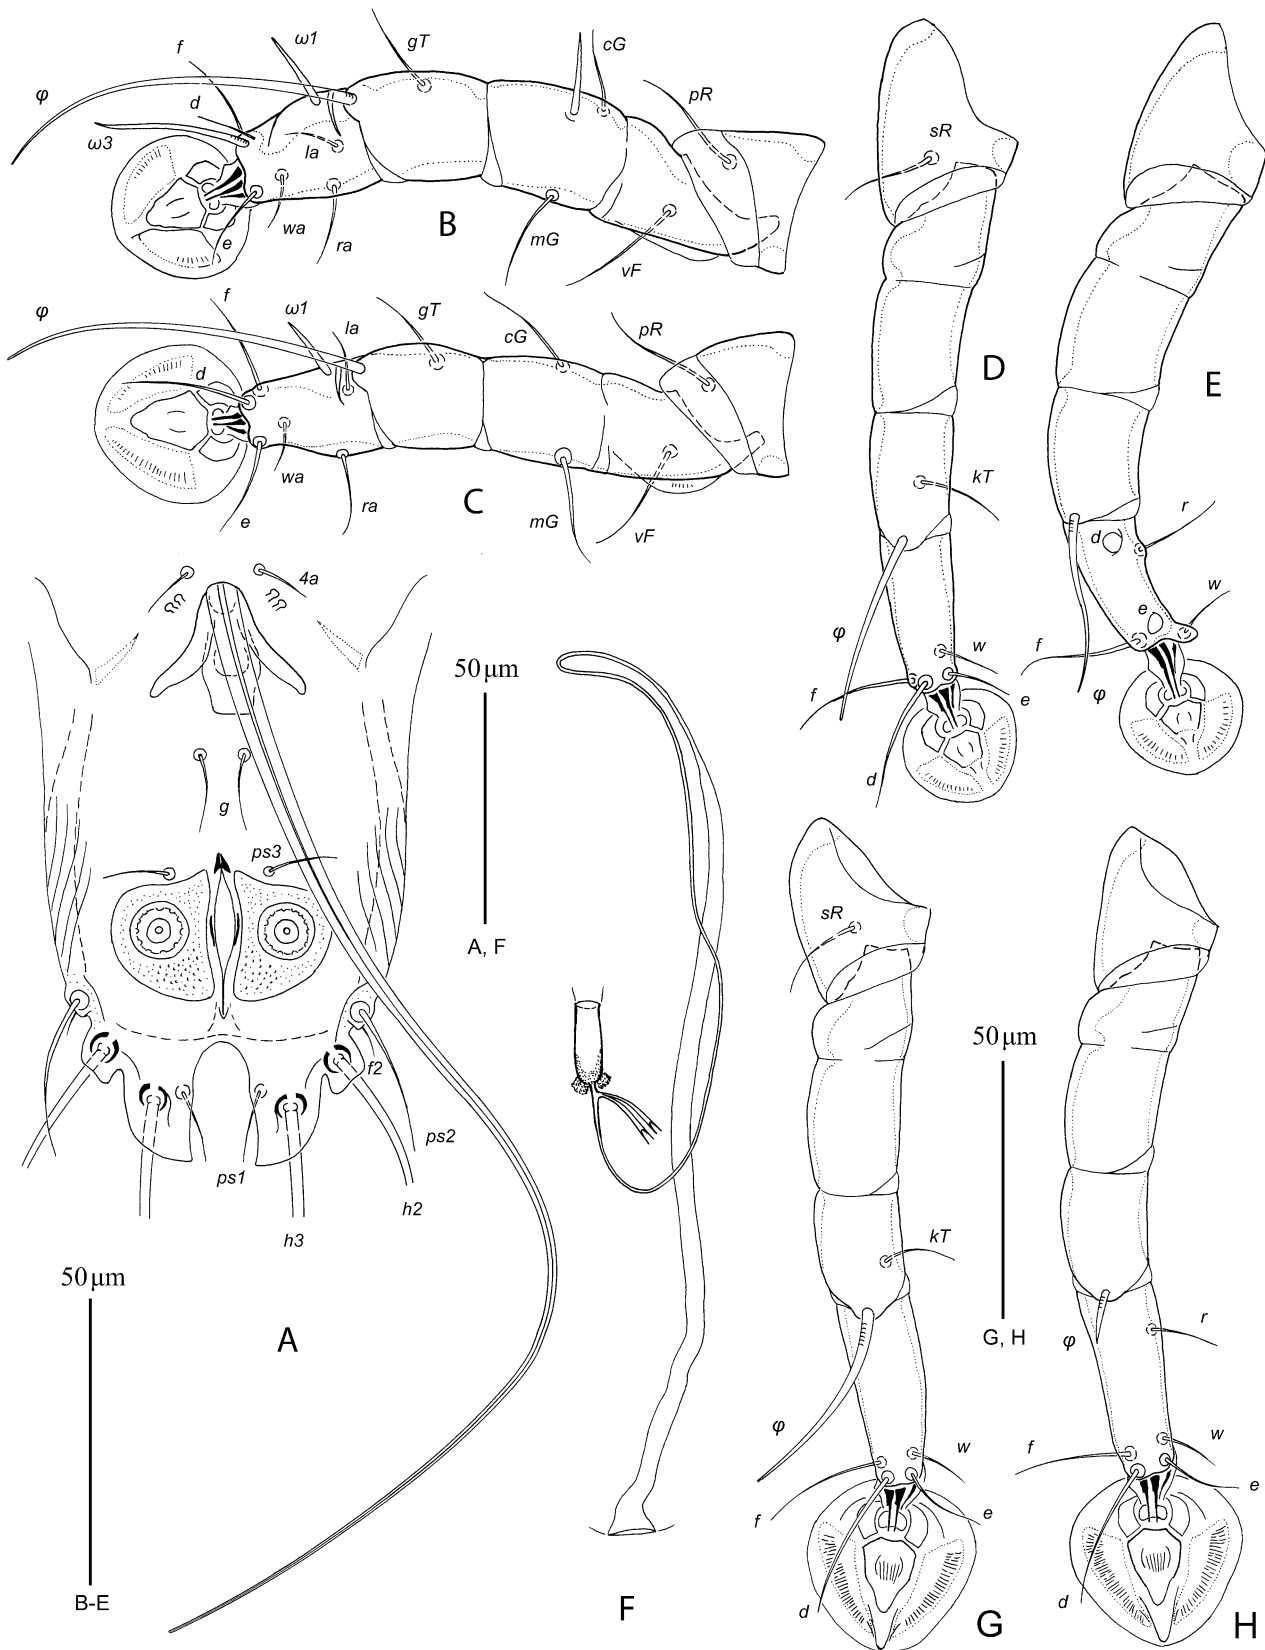 φ
f
ω1
gT
cG
pR
d
ω3
la
e
wa
ra
B
mG
vF
φ
f
ω1
la
gT
cG
pR
d
wa
e
ra
C
mG
vF
sR
D
kT
φ
w
f
e
d
E
r
d
w
e
f
φ
4a
g
ps3
f2
ps2
ps1
h2
h3
A
50 μm
A, F
50 μm
B-E
F
sR
kT
φ
w
f
e
d
G
50 μm
G, H
r
φ
w
f
e
d
H